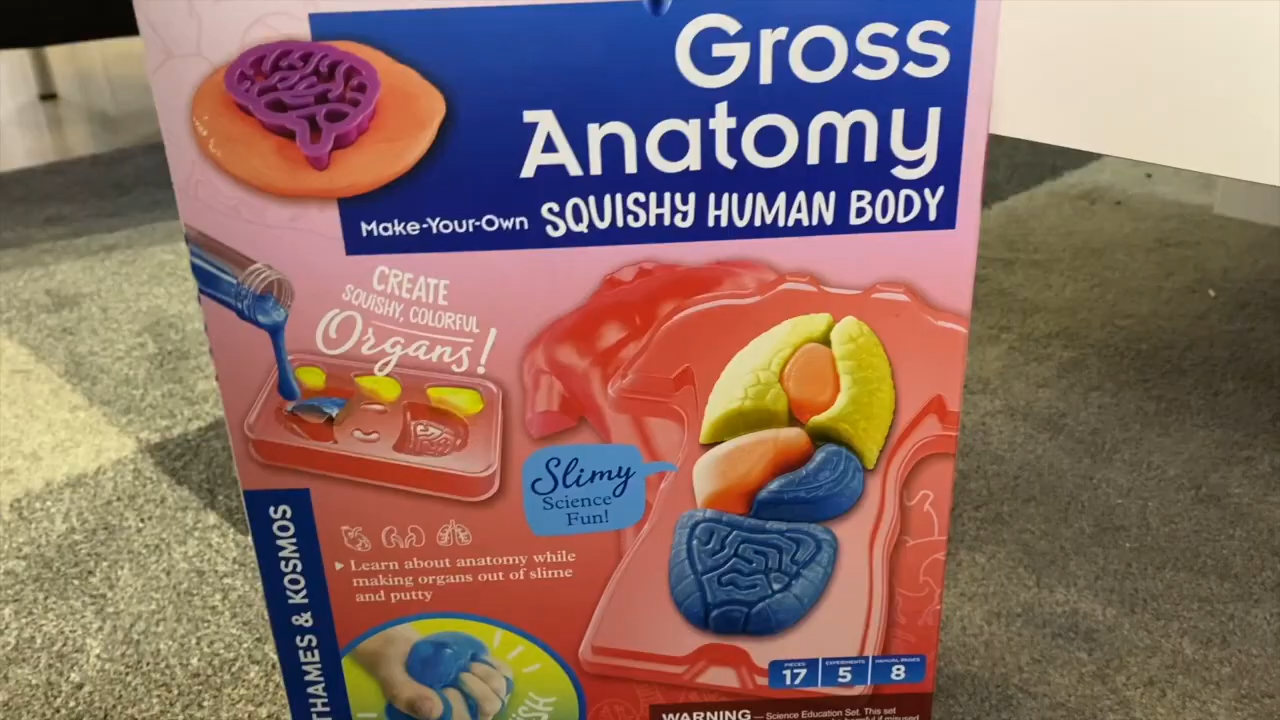 Gross
Anatomy
Make-Your-Own SQUISHY HUMAN BODY
CREATE
SQUISHY, COLORFUL
Organs!
Slimy
Science
Fun!
▸ Learn about anatomy while
making organs out of slime
and putty
THAMES & KOSMOS
PIECES
17
EXPERIMENTS
5
MANUAL PAGES
8
WARNING — Science Education Set. This set